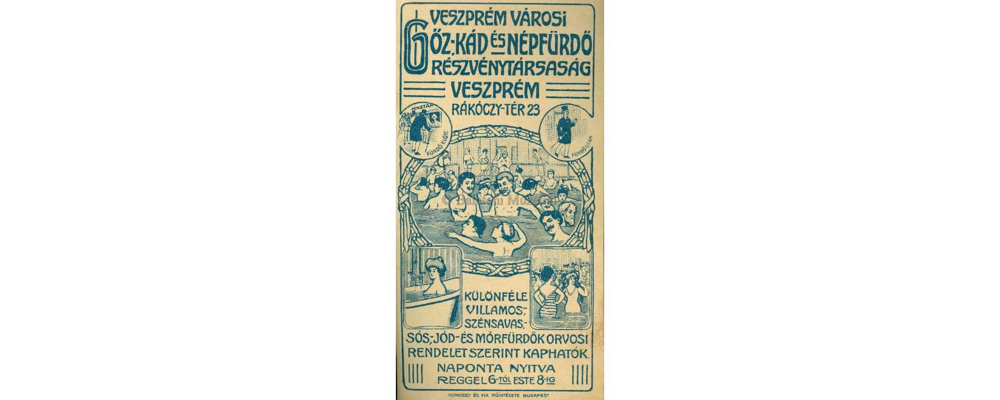 VESZPRÉM VÁROSI
GŐZ-, KÁD ÉS NÉPFÜRDŐ
RÉSZVÉNYTÁRSASÁG
VESZPRÉM
RÁKÓCZY-TÉR 23
PÉNZTÁR
FÜRDŐ ELŐTT.
FÜRDŐ UTÁN
© Balatoni Múzeum
KÜLÖNFÉLE
VILLAMOS-,
SZÉNSAVAS-,
SÓS-, JÓD- ÉS MÓRFÜRDŐK ORVOSI
RENDELET SZERINT KAPHATÓK.
NAPONTA NYITVA
REGGEL 6-TÓL ESTE 8-IG
KUNOSSY ÉS FIA MŰINTÉZETE BUDAPEST